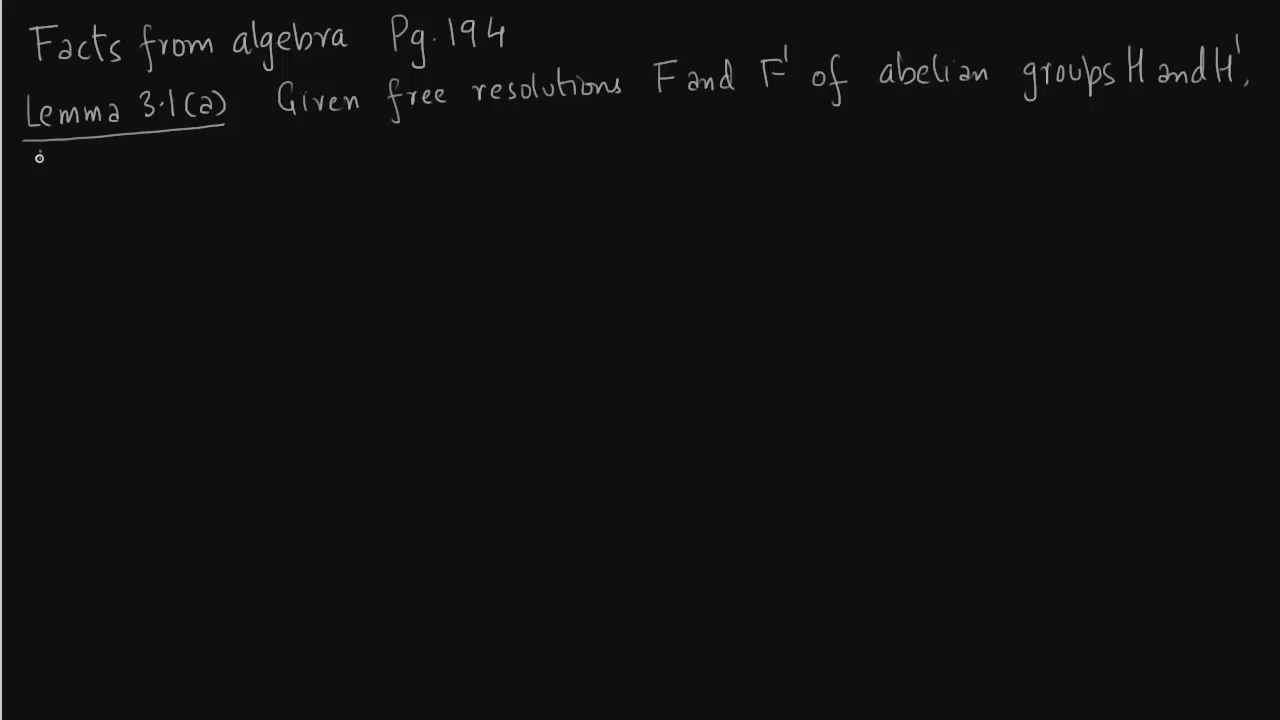 Facts from algebra Pg. 194
Lemma 3.1(a) Given free resolutions F and F' of abelian groups H and H',